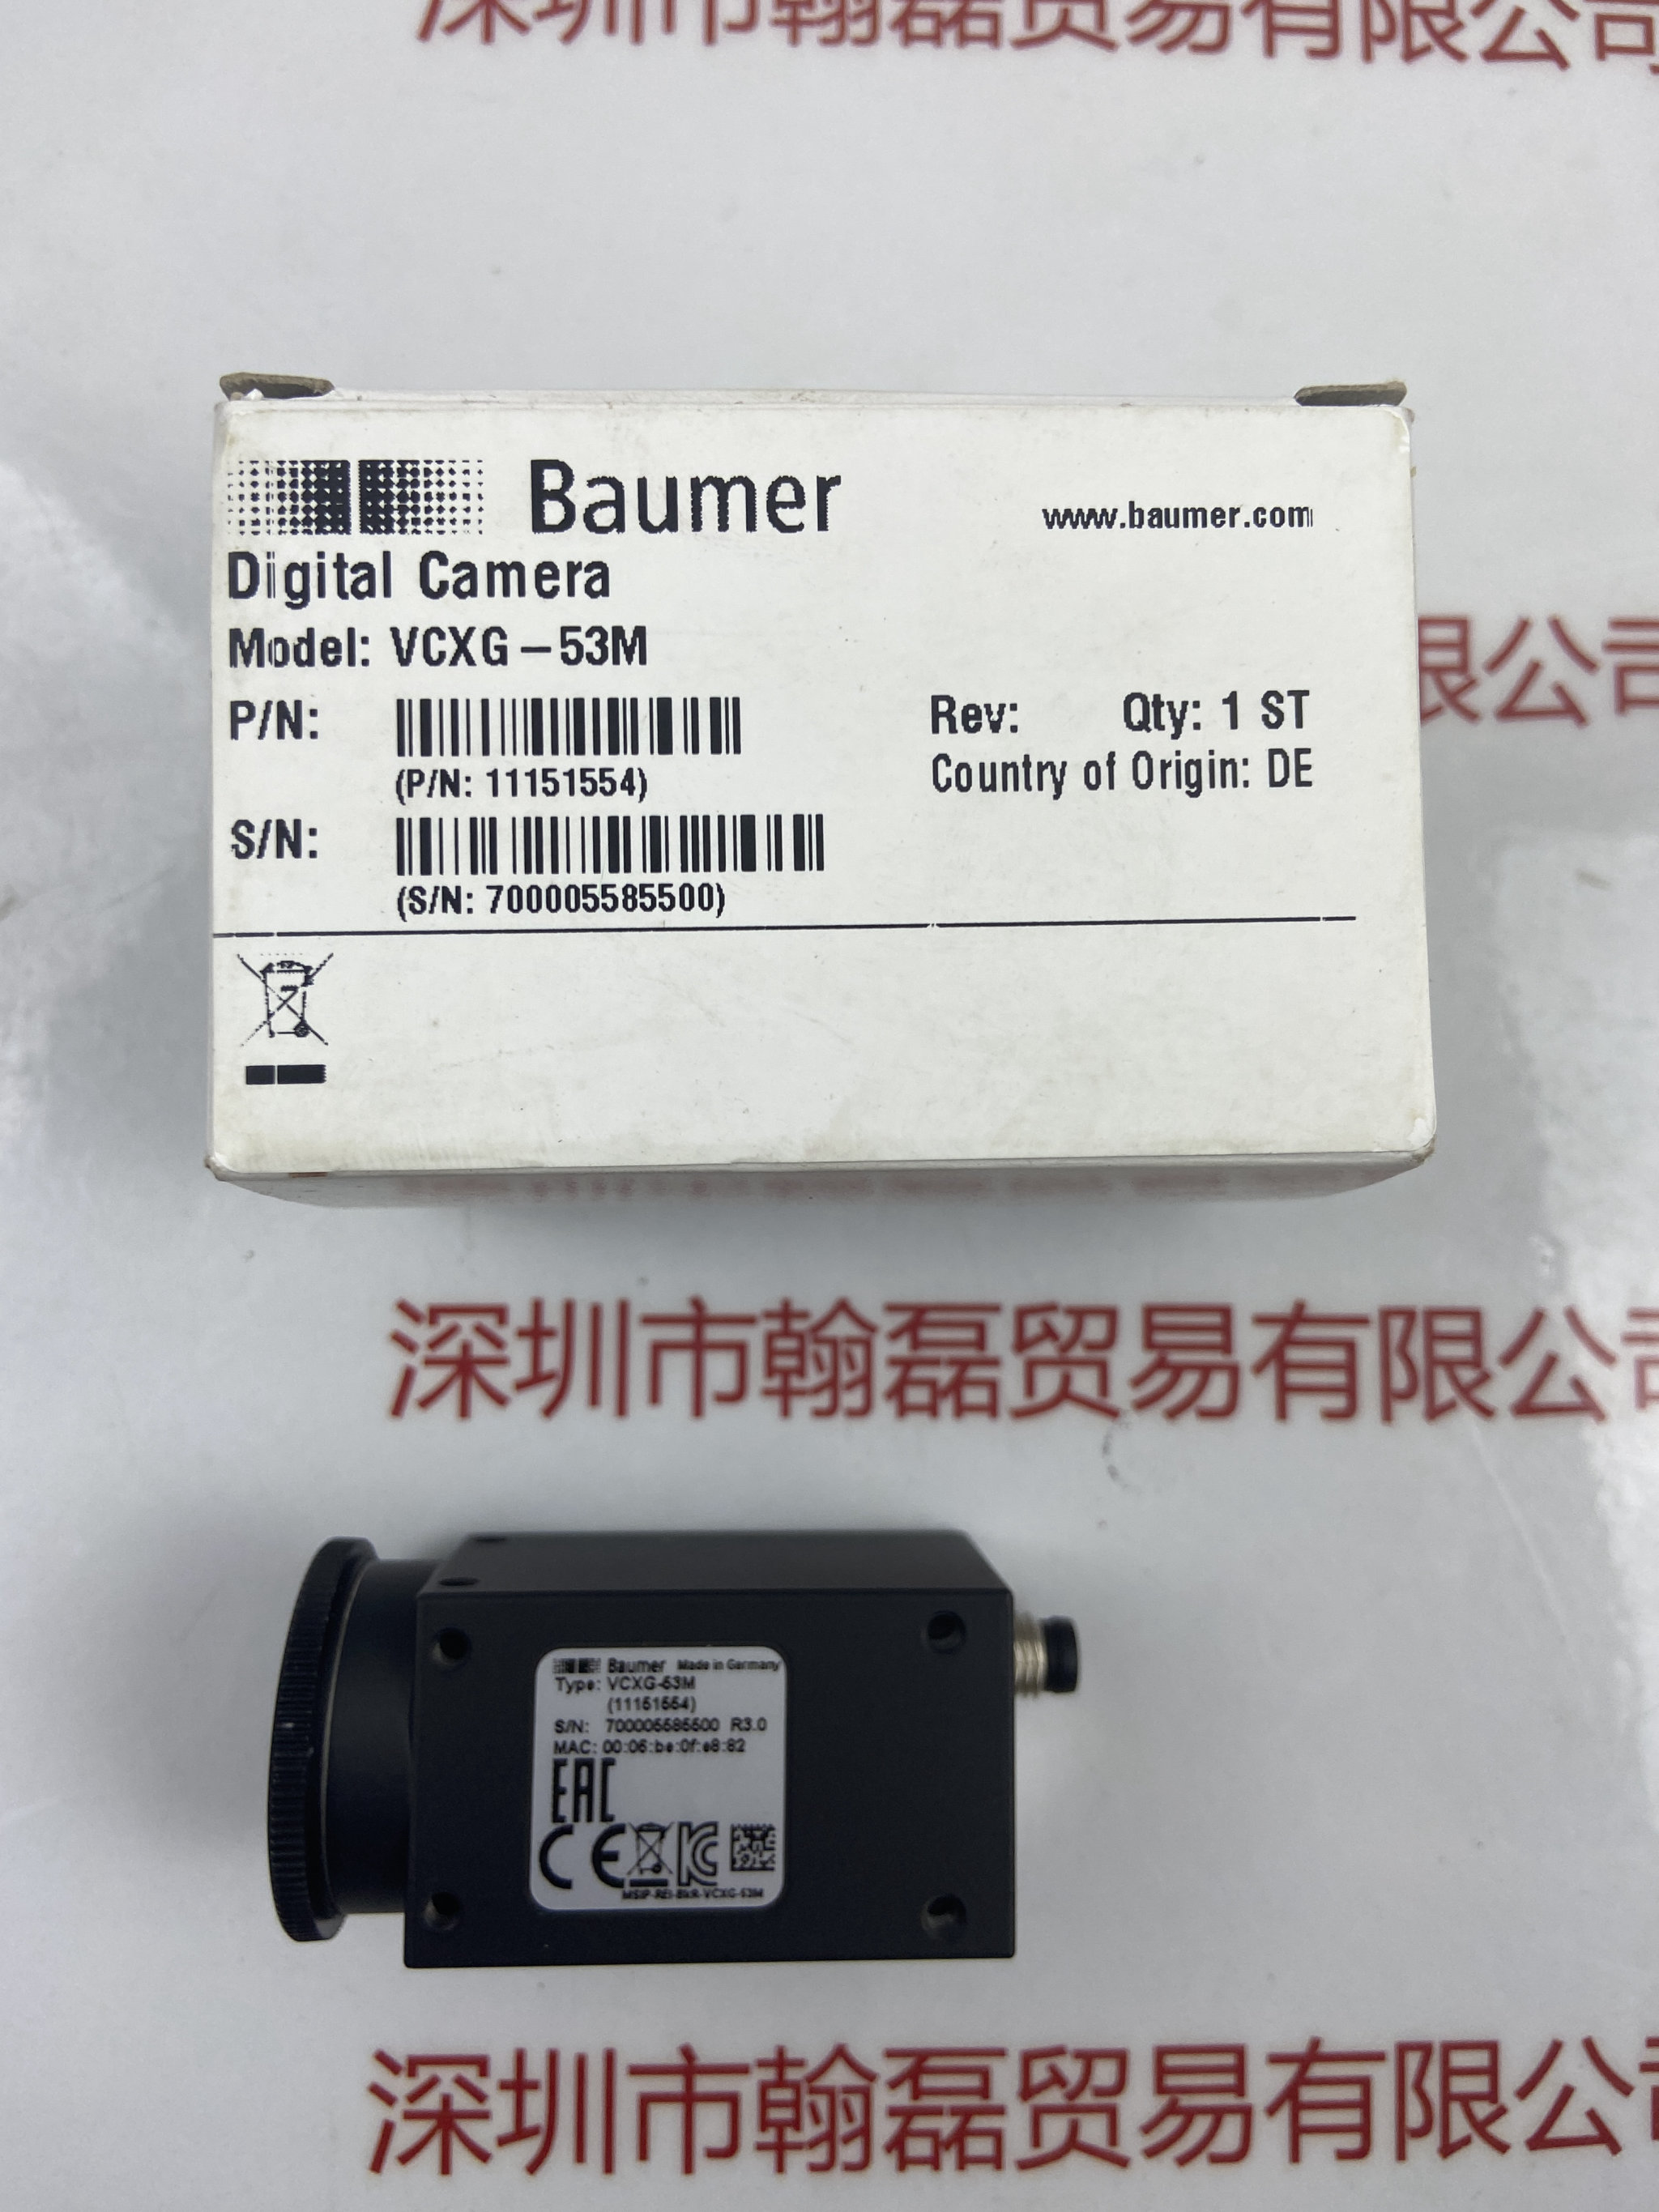 深圳市翰磊贸易有限公司
Baumer
www.baumer.com
Digital Camera
Model: VCXG-53M
P/N:
(P/N: 11151554)
Rev: Qty: 1 ST
Country of Origin: DE
S/N:
(S/N: 700005585500)
限公司
深圳市翰磊贸易有限公司
Baumer Made in Germany
Type: VCXG-53M
(11151554)
S/N: 700005585500 R3.0
MAC: 00:06:be:0f:e8:82
EAC
CE
KC
MSIP-REI-BkR-VCXG-53M
深圳市翰磊贸易有限公司